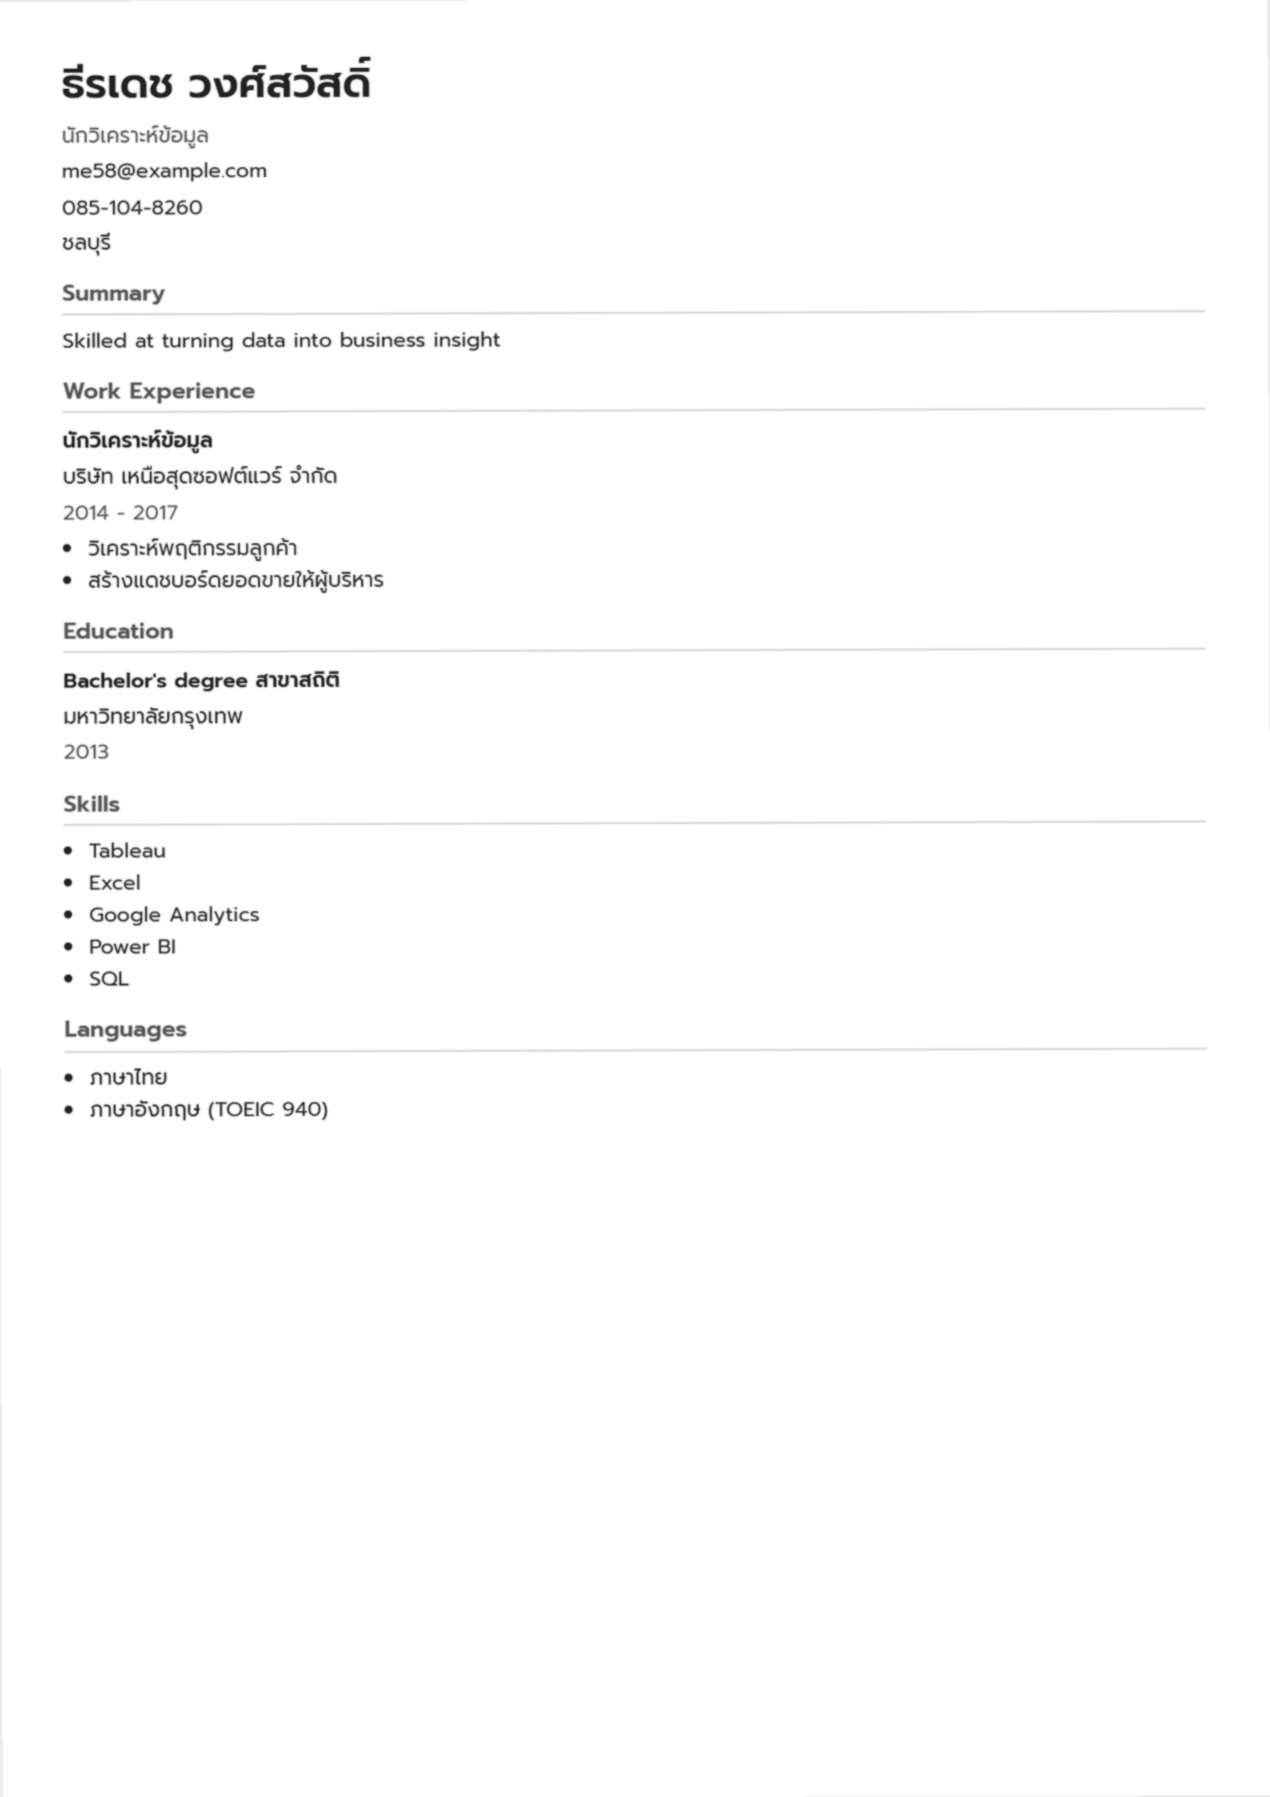 ธีรเดช วงศ์สวัสดิ์
นักวิเคราะห์ข้อมูล
me58@example.com
085-104-8260
ชลบุรี
Summary
Skilled at turning data into business insight
Work Experience
นักวิเคราะห์ข้อมูล
บริษัท เหนือสุดซอฟต์แวร์ จำกัด
2014 - 2017
• วิเคราะห์พฤติกรรมลูกค้า
• สร้างแดชบอร์ดยอดขายให้ผู้บริหาร
Education
Bachelor's degree สาขาสถิติ
มหาวิทยาลัยกรุงเทพ
2013
Skills
• Tableau
• Excel
• Google Analytics
• Power BI
• SQL
Languages
• ภาษาไทย
• ภาษาอังกฤษ (TOEIC 940)